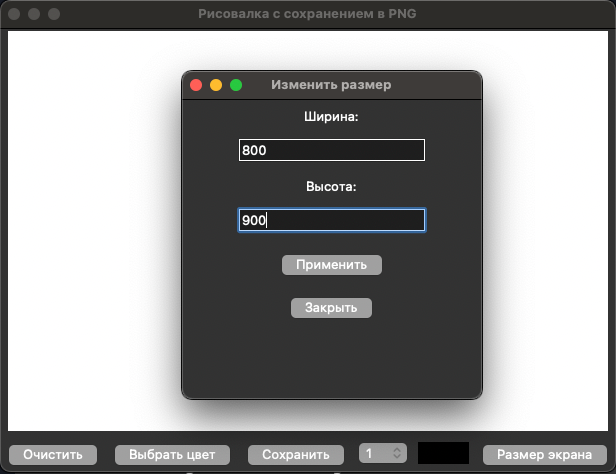 Рисовалка с сохранением в PNG
Изменить размер
Ширина:
800
Высота:
900
Применить
Закрыть
Очистить
Выбрать цвет
Сохранить
1
Размер экрана